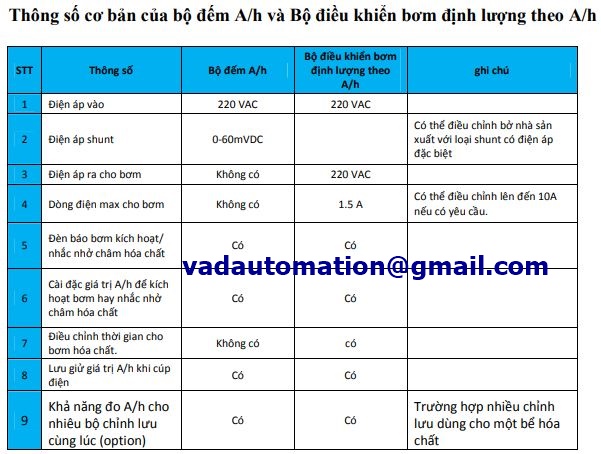 Thông số cơ bản của bộ đếm A/h và Bộ điều khiển bơm định lượng theo A/h
STT Thông số Bộ đếm A/h Bộ điều khiển bơm định lượng theo A/h ghi chú
1 Điện áp vào 220 VAC 220 VAC
2 Điện áp shunt 0-60mVDC Có thể điều chỉnh bở nhà sản
xuất với loại shunt có điện áp
đặc biệt
3 Điện áp ra cho bơm Không có 220 VAC
4 Dòng điện max cho bơm Không có 1.5 A Có thể điều chỉnh lên đến 10A
nếu có yêu cầu.
5 Đèn báo bơm kích hoạt/
nhắc nhở châm hóa chất Có Có
vadautomation@gmail.com
6 Cài đặc giá trị A/h để kích
hoạt bơm hay nhắc nhở
châm hóa chất Có Có
7 Điều chỉnh thời gian cho
bơm hóa chất. Không có có
8 Lưu giử giá trị A/h khi cúp
điện Có Có
9 Khả năng đo A/h cho
nhiêu bộ chỉnh lưu
cùng lúc (option) Có Có Trường hợp nhiều chỉnh
lưu dùng cho một bể hóa
chất